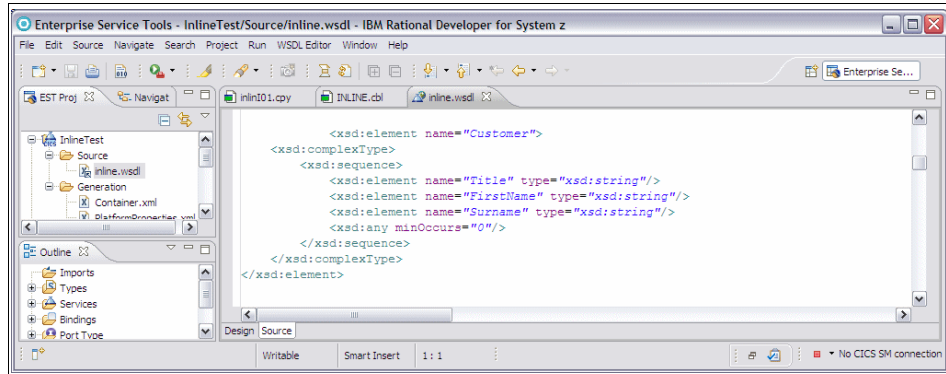 Enterprise Service Tools - InlineTest/Source/inline.wsdl - IBM Rational Developer for System z
File Edit Source Navigate Search Project Run WSDL Editor Window Help
Enterprise Se...
EST Proj Navigat
inlinI01.cpy INLINE.cbl inline.wsdl
InlineTest
Source
inline.wsdl
Generation
Container.xml
PlatformProperties.xml
Outline
Imports
Types
Services
Bindings
Port Type
<xsd:element name="Customer">
<xsd:complexType>
<xsd:sequence>
<xsd:element name="Title" type="xsd:string"/>
<xsd:element name="FirstName" type="xsd:string"/>
<xsd:element name="Surname" type="xsd:string"/>
<xsd:any minOccurs="0"/>
</xsd:sequence>
</xsd:complexType>
</xsd:element>
Design Source
Writable Smart Insert 1 : 1 No CICS SM connection